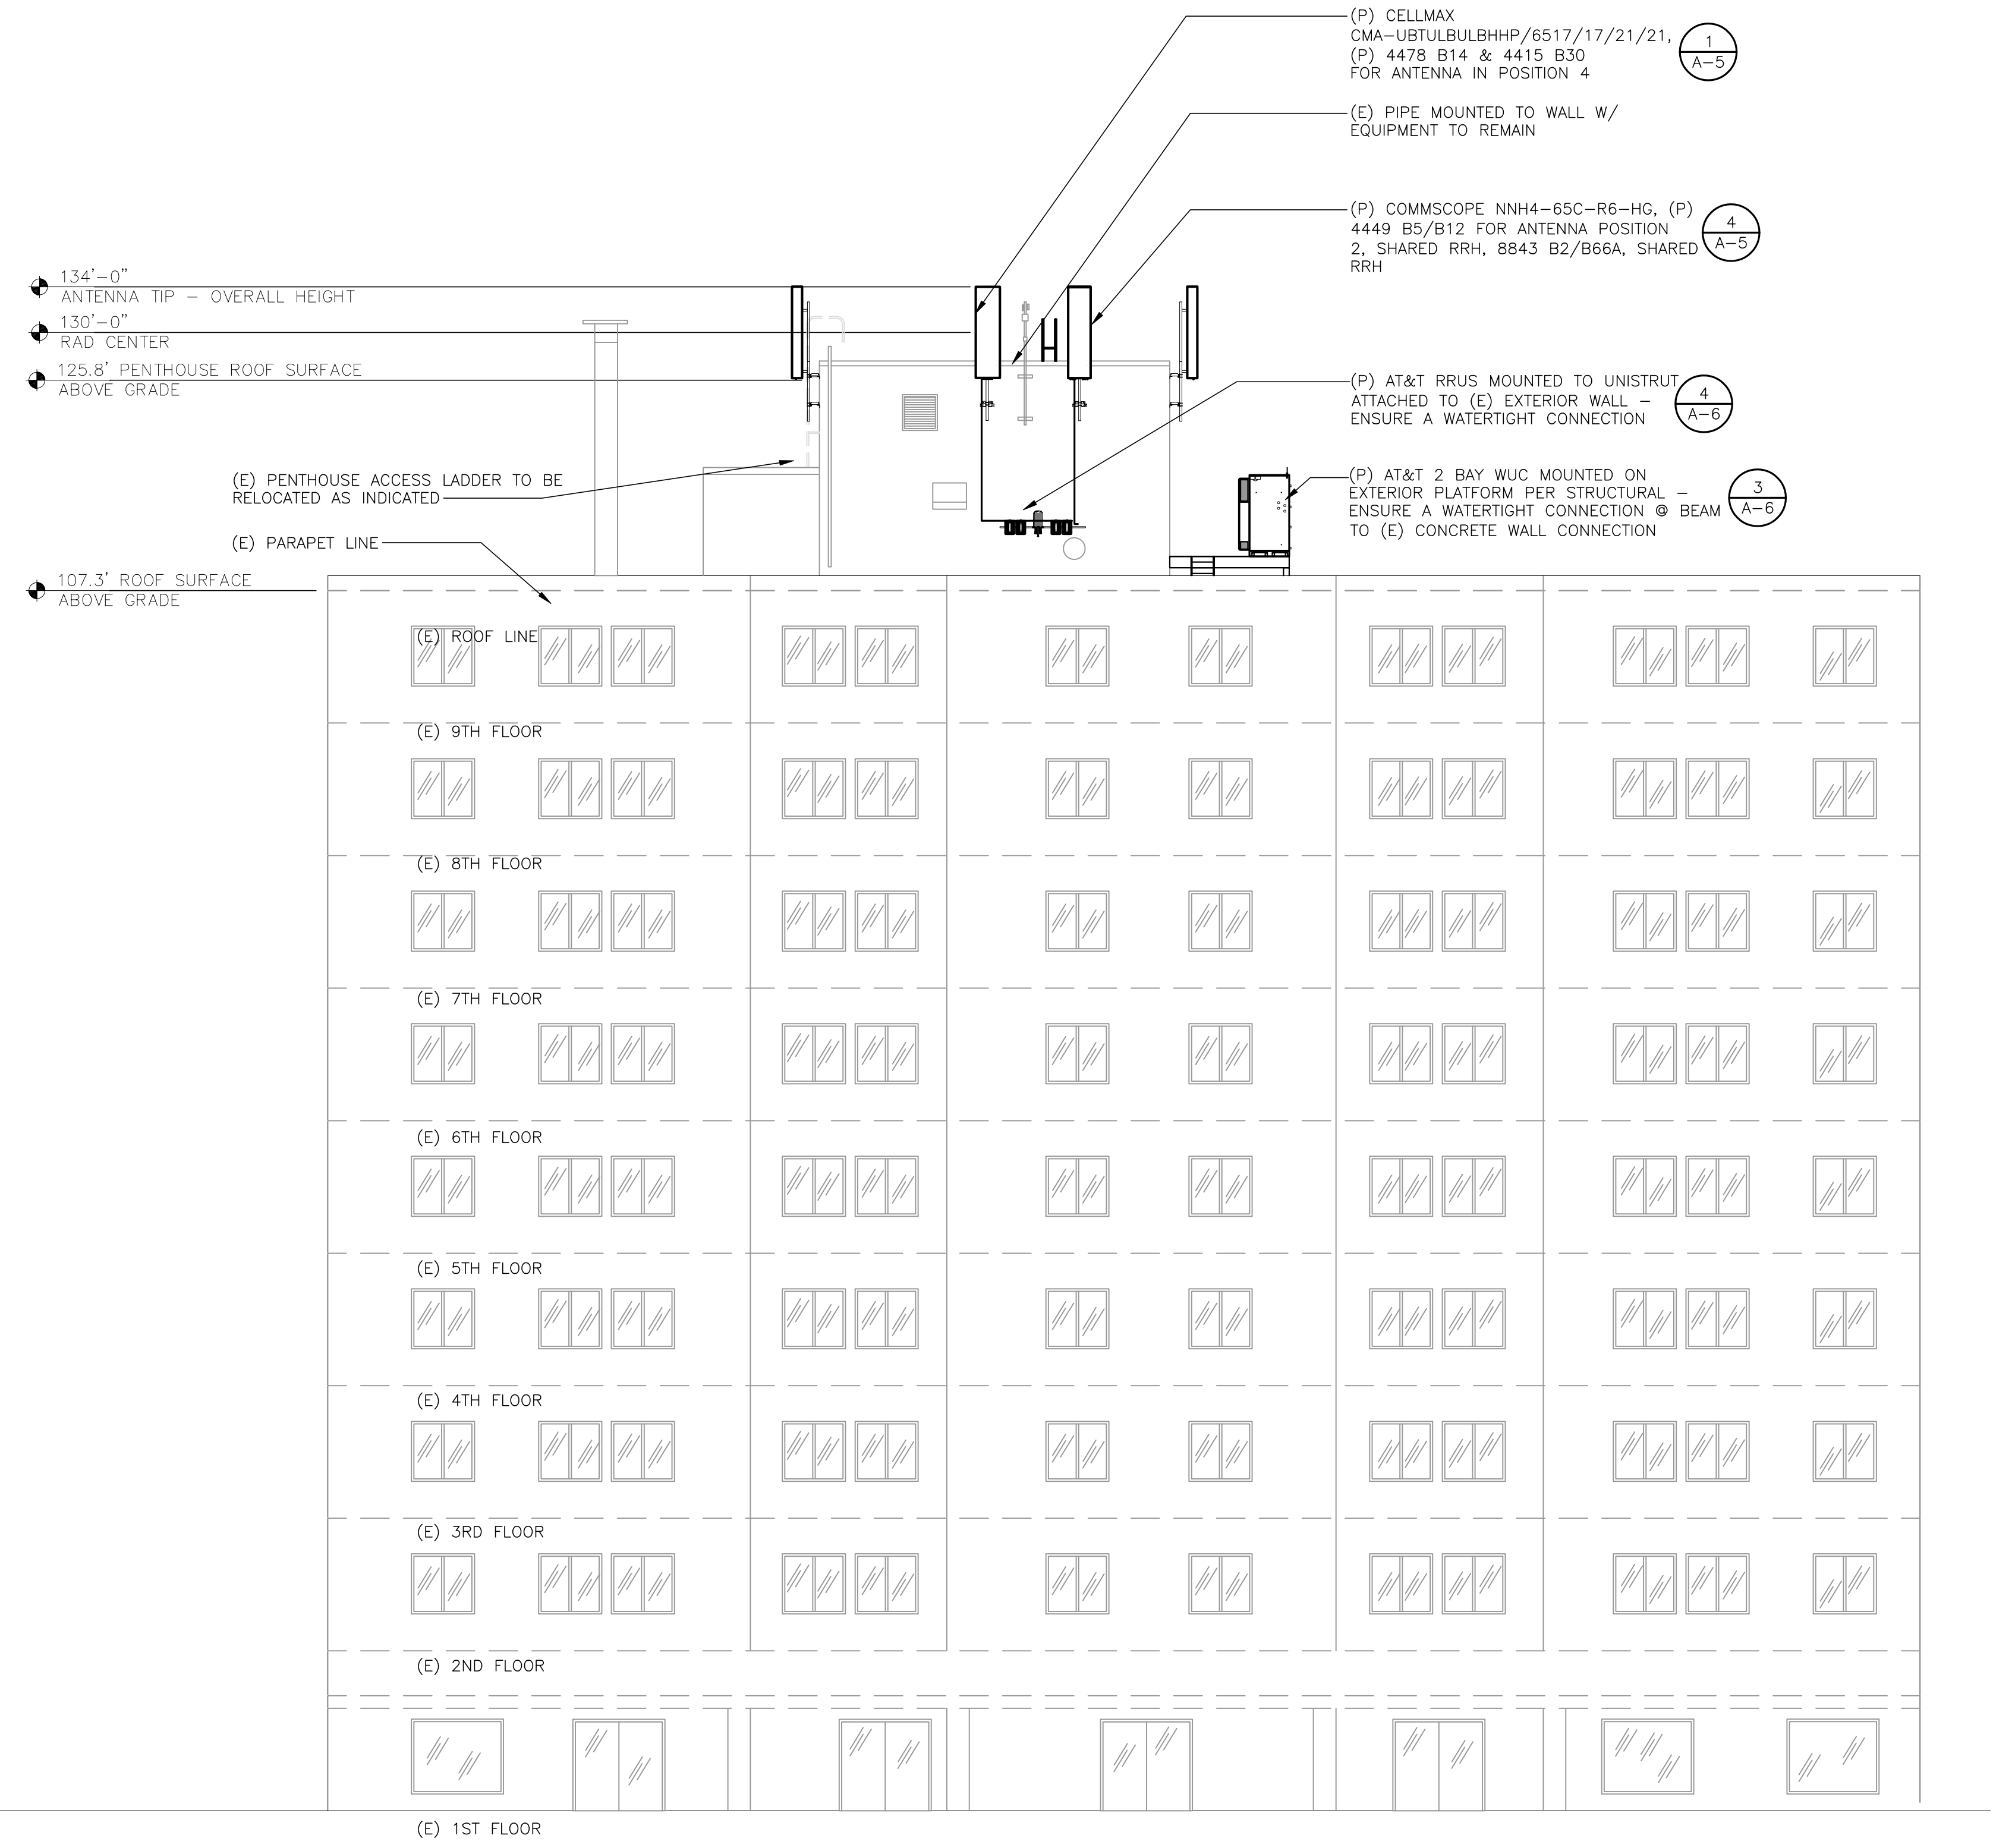 (P) CELLMAX
CMA-UBTULBULBHHP/6517/17/21/21,
(P) 4478 B14 & 4415 B30
FOR ANTENNA IN POSITION 4
1
A-5
(E) PIPE MOUNTED TO WALL W/
EQUIPMENT TO REMAIN
(P) COMMSCOPE NNH4-65C-R6-HG, (P)
4449 B5/B12 FOR ANTENNA POSITION
2, SHARED RRH, 8843 B2/B66A, SHARED
RRH
4
A-5
134'-0"
ANTENNA TIP - OVERALL HEIGHT
130'-0"
RAD CENTER
125.8' PENTHOUSE ROOF SURFACE
ABOVE GRADE
(P) AT&T RRUS MOUNTED TO UNISTRUT
ATTACHED TO (E) EXTERIOR WALL -
ENSURE A WATERTIGHT CONNECTION
4
A-6
(E) PENTHOUSE ACCESS LADDER TO BE
RELOCATED AS INDICATED
(P) AT&T 2 BAY WUC MOUNTED ON
EXTERIOR PLATFORM PER STRUCTURAL -
ENSURE A WATERTIGHT CONNECTION @ BEAM
TO (E) CONCRETE WALL CONNECTION
3
A-6
(E) PARAPET LINE
107.3' ROOF SURFACE
ABOVE GRADE
(E) ROOF LINE
(E) 9TH FLOOR
(E) 8TH FLOOR
(E) 7TH FLOOR
(E) 6TH FLOOR
(E) 5TH FLOOR
(E) 4TH FLOOR
(E) 3RD FLOOR
(E) 2ND FLOOR
(E) 1ST FLOOR